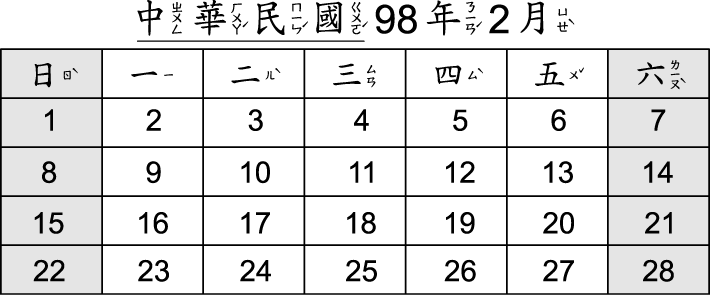 中ㄓㄨㄥ華ㄏㄨㄚˊ民ㄇㄧㄣˊ國ㄍㄨㄛˊ98年ㄋㄧㄢˊ2月ㄩㄝˋ
日ㄖˋ 一ㄧ 二ㄦˋ 三ㄙㄢ 四ㄙˋ 五ㄨˇ 六ㄌㄧㄡˋ
1 2 3 4 5 6 7
8 9 10 11 12 13 14
15 16 17 18 19 20 21
22 23 24 25 26 27 28